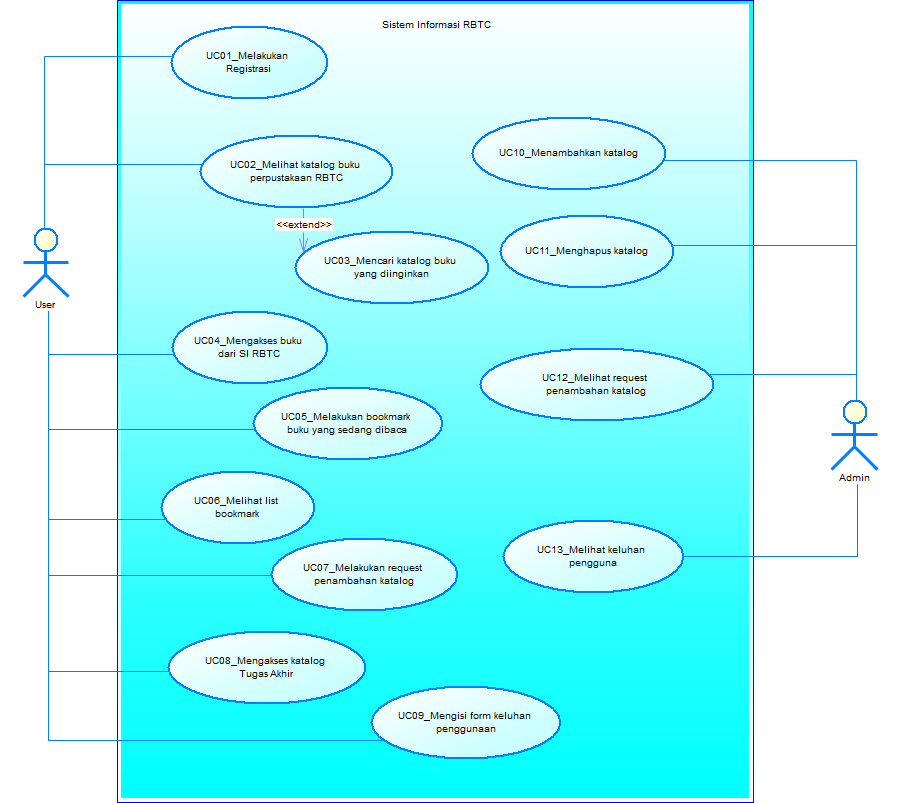 Sistem Informasi RBTC
UC01_Melakukan
Registrasi
UC02_Melihat katalog buku
perpustakaan RBTC
<<extend>>
UC03_Mencari katalog buku
yang diinginkan
User
UC04_Mengakses buku
dari SI RBTC
UC05_Melakukan bookmark
buku yang sedang dibaca
UC06_Melihat list
bookmark
UC07_Melakukan request
penambahan katalog
UC08_Mengakses katalog
Tugas Akhir
UC09_Mengisi form keluhan
penggunaan
UC10_Menambahkan katalog
UC11_Menghapus katalog
UC12_Melihat request
penambahan katalog
Admin
UC13_Melihat keluhan
pengguna